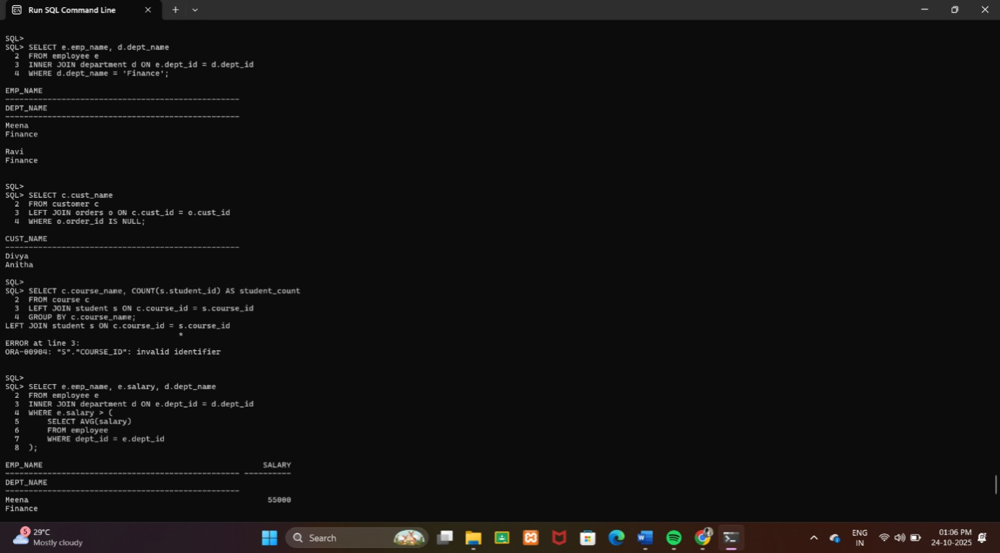 Run SQL Command Line
SQL>
SQL> SELECT e.emp_name, d.dept_name
  2  FROM employee e
  3  INNER JOIN department d ON e.dept_id = d.dept_id
  4  WHERE d.dept_name = 'Finance';
EMP_NAME
--------------------------------------------------
DEPT_NAME
--------------------------------------------------
Meena
Finance
Ravi
Finance
SQL>
SQL> SELECT c.cust_name
  2  FROM customer c
  3  LEFT JOIN orders o ON c.cust_id = o.cust_id
  4  WHERE o.order_id IS NULL;
CUST_NAME
--------------------------------------------------
Divya
Anitha
SQL>
SQL> SELECT c.course_name, COUNT(s.student_id) AS student_count
  2  FROM course c
  3  LEFT JOIN student s ON c.course_id = s.course_id
  4  GROUP BY c.course_name;
LEFT JOIN student s ON c.course_id = s.course_id
                                     *
ERROR at line 3:
ORA-00904: "S"."COURSE_ID": invalid identifier
SQL>
SQL> SELECT e.emp_name, e.salary, d.dept_name
  2  FROM employee e
  3  INNER JOIN department d ON e.dept_id = d.dept_id
  4  WHERE e.salary > (
  5      SELECT AVG(salary)
  6      FROM employee
  7      WHERE dept_id = e.dept_id
  8  );
EMP_NAME                                               SALARY
-------------------------------------------------- ----------
DEPT_NAME
--------------------------------------------------
Meena                                                   55000
Finance
5
29°C
Mostly cloudy
Search
ENG
IN
01:06 PM
24-10-2025